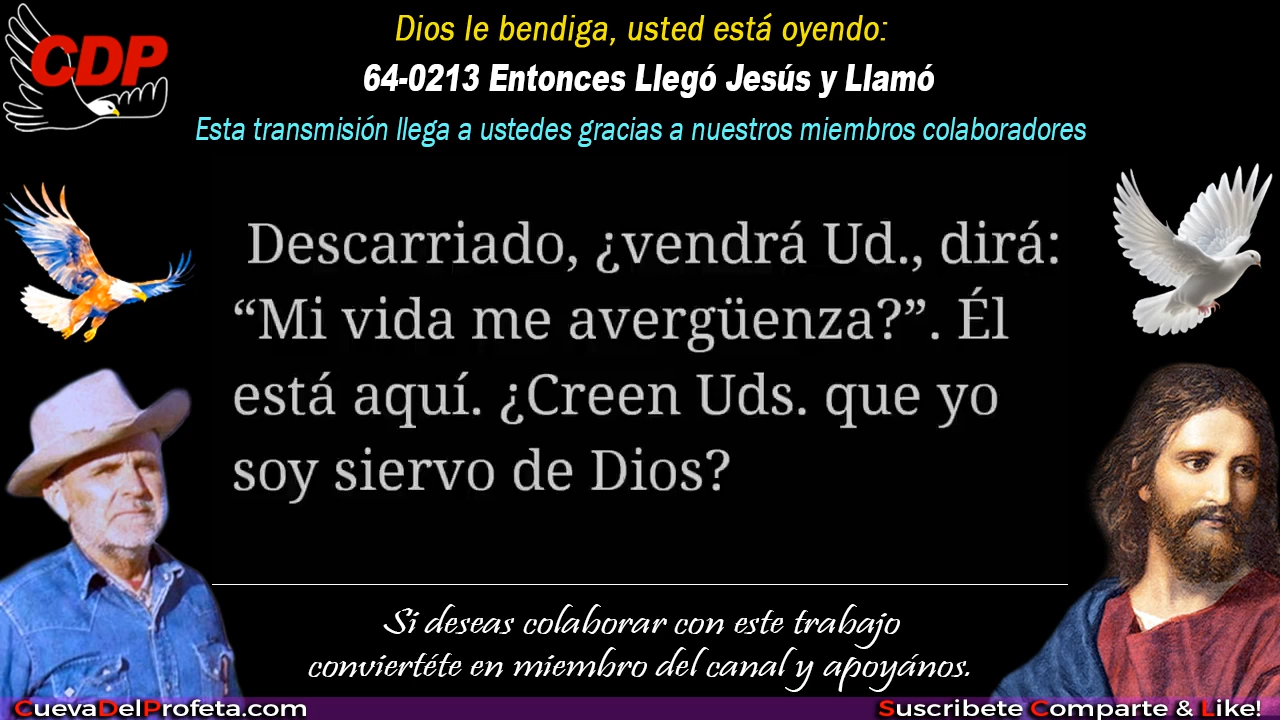 CDP
Dios le bendiga, usted está oyendo:
64-0213 Entonces Llegó Jesús y Llamó
Esta transmisión llega a ustedes gracias a nuestros miembros colaboradores
Descarriado, ¿vendrá Ud., dirá:
“Mi vida me avergüenza?”. Él
está aquí. ¿Creen Uds. que yo
soy siervo de Dios?
Si deseas colaborar con este trabajo
conviertéte en miembro del canal y apoyános.
CuevaDelProfeta.com
Suscribete Comparte & Like!